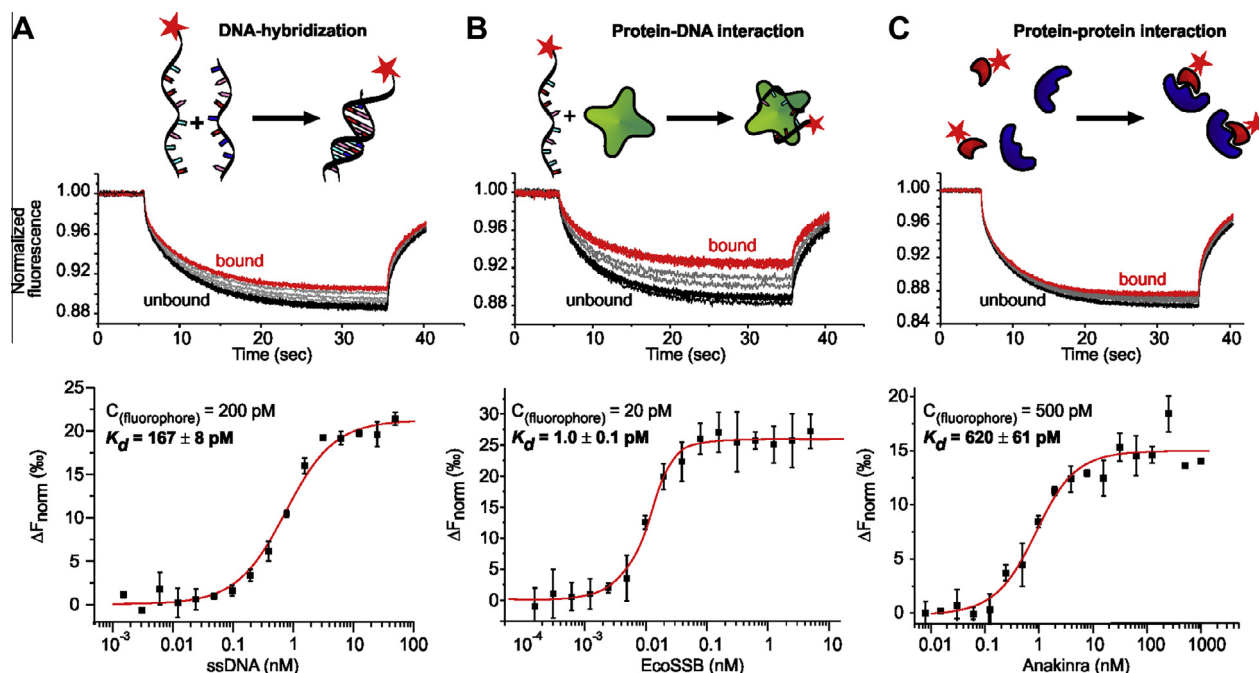 A
DNA-hybridization
+
Normalized
fluorescence
1.00
0.96
0.92
0.88
bound
unbound
0 10 20 30 40
Time (sec)
ΔFnorm (‰)
25
20
15
10
5
0
C(fluorophore) = 200 pM
Kd = 167 ± 8 pM
10⁻³ 0.01 0.1 1 10 100
ssDNA (nM)
B
Protein-DNA interaction
+
1.00
0.96
0.92
0.88
bound
unbound
0 10 20 30 40
Time (sec)
ΔFnorm (‰)
35
30
25
20
15
10
5
0
-5
C(fluorophore) = 20 pM
Kd = 1.0 ± 0.1 pM
10⁻⁴ 10⁻³ 0.01 0.1 1 10
EcoSSB (nM)
C
Protein-protein interaction
1.00
0.96
0.92
0.88
0.84
bound
unbound
0 10 20 30 40
Time (sec)
ΔFnorm (‰)
20
15
10
5
0
C(fluorophore) = 500 pM
Kd = 620 ± 61 pM
0.01 0.1 1 10 100 1000
Anakinra (nM)